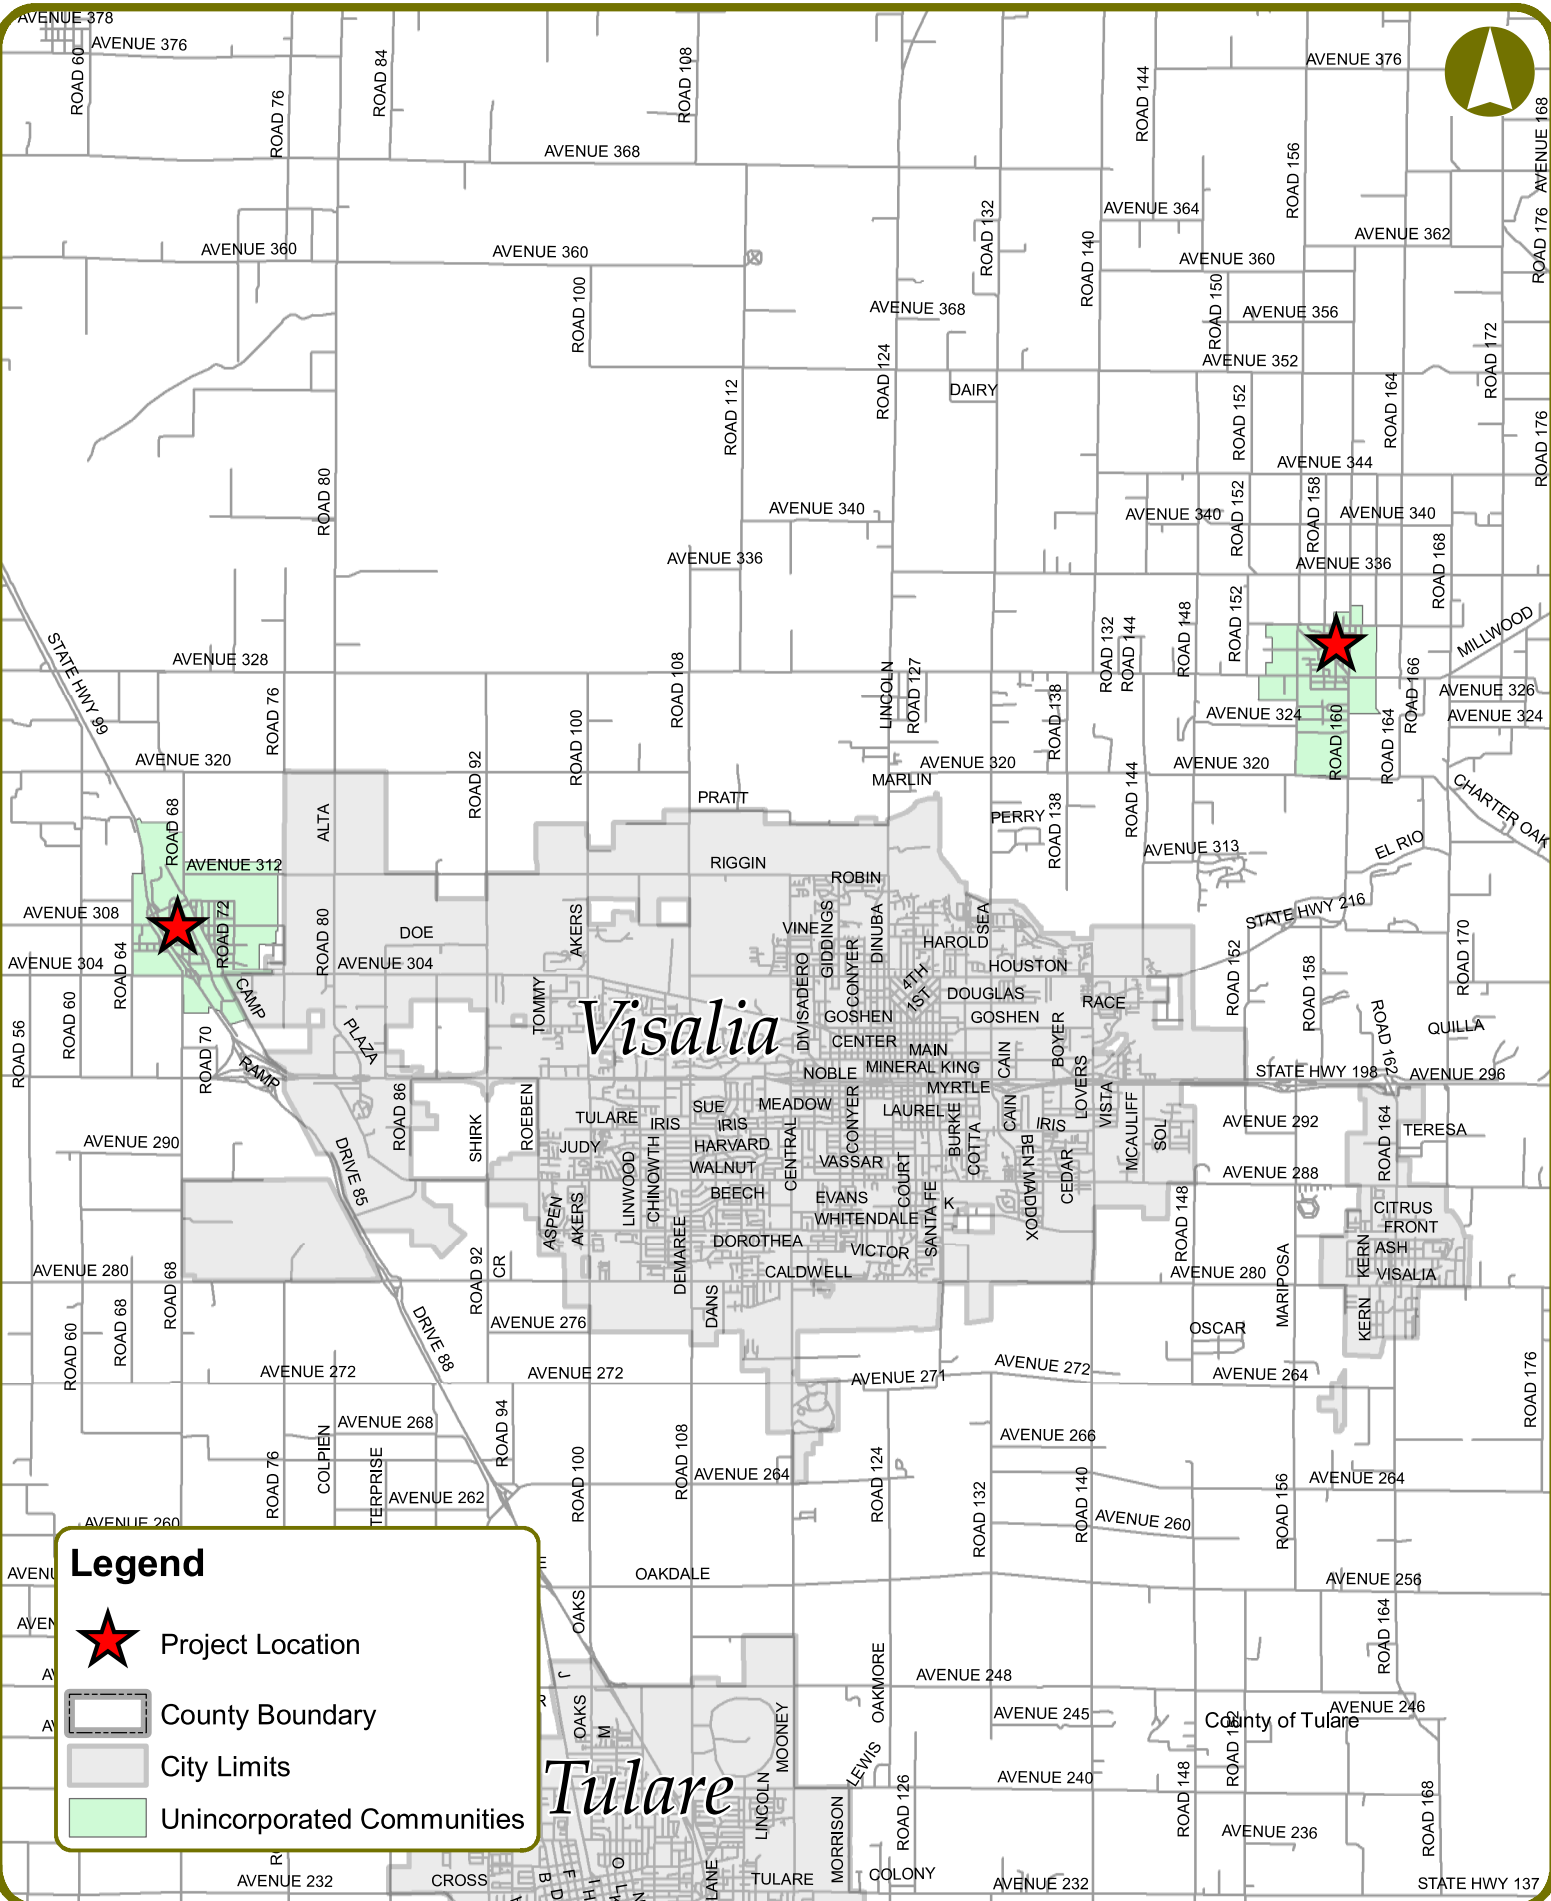 AVENUE 378
AVENUE 376
AVENUE 376
ROAD 60
ROAD 76
ROAD 84
ROAD 108
ROAD 144
ROAD 156
AVENUE 168
AVENUE 368
AVENUE 364
AVENUE 362
ROAD 132
ROAD 140
ROAD 176
AVENUE 360
AVENUE 360
AVENUE 360
ROAD 100
AVENUE 368
ROAD 150
AVENUE 356
AVENUE 352
ROAD 172
ROAD 112
ROAD 124
DAIRY
ROAD 152
ROAD 164
ROAD 176
AVENUE 344
ROAD 80
AVENUE 340
AVENUE 340
ROAD 152
ROAD 158
AVENUE 340
AVENUE 336
AVENUE 336
ROAD 168
STATE HWY 99
AVENUE 328
ROAD 76
ROAD 108
LINCOLN
ROAD 127
ROAD 138
ROAD 132
ROAD 144
ROAD 148
ROAD 152
MILLWOOD
ROAD 166
AVENUE 326
AVENUE 324
AVENUE 324
ROAD 160
ROAD 164
AVENUE 320
ROAD 92
ROAD 100
AVENUE 320
MARLIN
AVENUE 320
ROAD 144
CHARTER OAK
ROAD 68
ALTA
PRATT
PERRY
ROAD 138
AVENUE 313
EL RIO
AVENUE 312
RIGGIN
ROBIN
AVENUE 308
ROAD 72
ROAD 80
DOE
AKERS
VINE
GIDDINGS
CONYER
DINUBA
HAROLD
SEA
STATE HWY 216
AVENUE 304
ROAD 64
AVENUE 304
HOUSTON
ROAD 152
ROAD 158
ROAD 170
CAMP
TOMMY
Visalia
DIVISADERO
4TH
1ST
DOUGLAS
RACE
ROAD 56
ROAD 60
ROAD 70
PLAZA
GOSHEN
GOSHEN
BOYER
ROAD 162
QUILLA
CENTER
MAIN
CAIN
RAMP
NOBLE
MINERAL KING
STATE HWY 198
AVENUE 296
MYRTLE
LOVERS
ROAD 86
SHIRK
ROEBEN
TULARE
SUE
MEADOW
CONYER
LAUREL
BURKE
CAIN
IRIS
VISTA
MCAULIFF
SOL
AVENUE 292
ROAD 164
TERESA
IRIS
IRIS
COTTA
AVENUE 290
JUDY
HARVARD
CENTRAL
BEN MADDOX
DRIVE 85
LINWOOD
CHINOWTH
WALNUT
VASSAR
COURT
CEDAR
AVENUE 288
BEECH
EVANS
SANTA FE
K
ROAD 148
CITRUS
ASPEN
AKERS
WHITENDALE
FRONT
DEMAREE
DOROTHEA
VICTOR
KERN
ASH
AVENUE 280
ROAD 68
ROAD 92
CR
CALDWELL
AVENUE 280
MARIPOSA
VISALIA
ROAD 60
ROAD 68
DRIVE 88
AVENUE 276
DANS
OSCAR
KERN
AVENUE 272
AVENUE 272
AVENUE 271
AVENUE 272
AVENUE 264
ROAD 176
COLPIEN
AVENUE 268
ROAD 94
AVENUE 266
ROAD 76
TERPRISE
AVENUE 262
ROAD 100
ROAD 108
AVENUE 264
ROAD 124
ROAD 132
ROAD 140
AVENUE 264
ROAD 156
AVENUE 260
AVENUE 260
OAKDALE
AVENUE 256
OAKS
ROAD 164
Legend
Project Location
County Boundary
City Limits
Unincorporated Communities
J
OAKS
M
MOONEY
OAKMORE
AVENUE 248
AVENUE 245
County of Tulare
AVENUE 246
Tulare
LINCOLN
LEWIS
AVENUE 240
ROAD 148
ROAD 126
MORRISON
AVENUE 236
ROAD 168
AVENUE 232
CROSS
LANE
TULARE
COLONY
AVENUE 232
STATE HWY 137